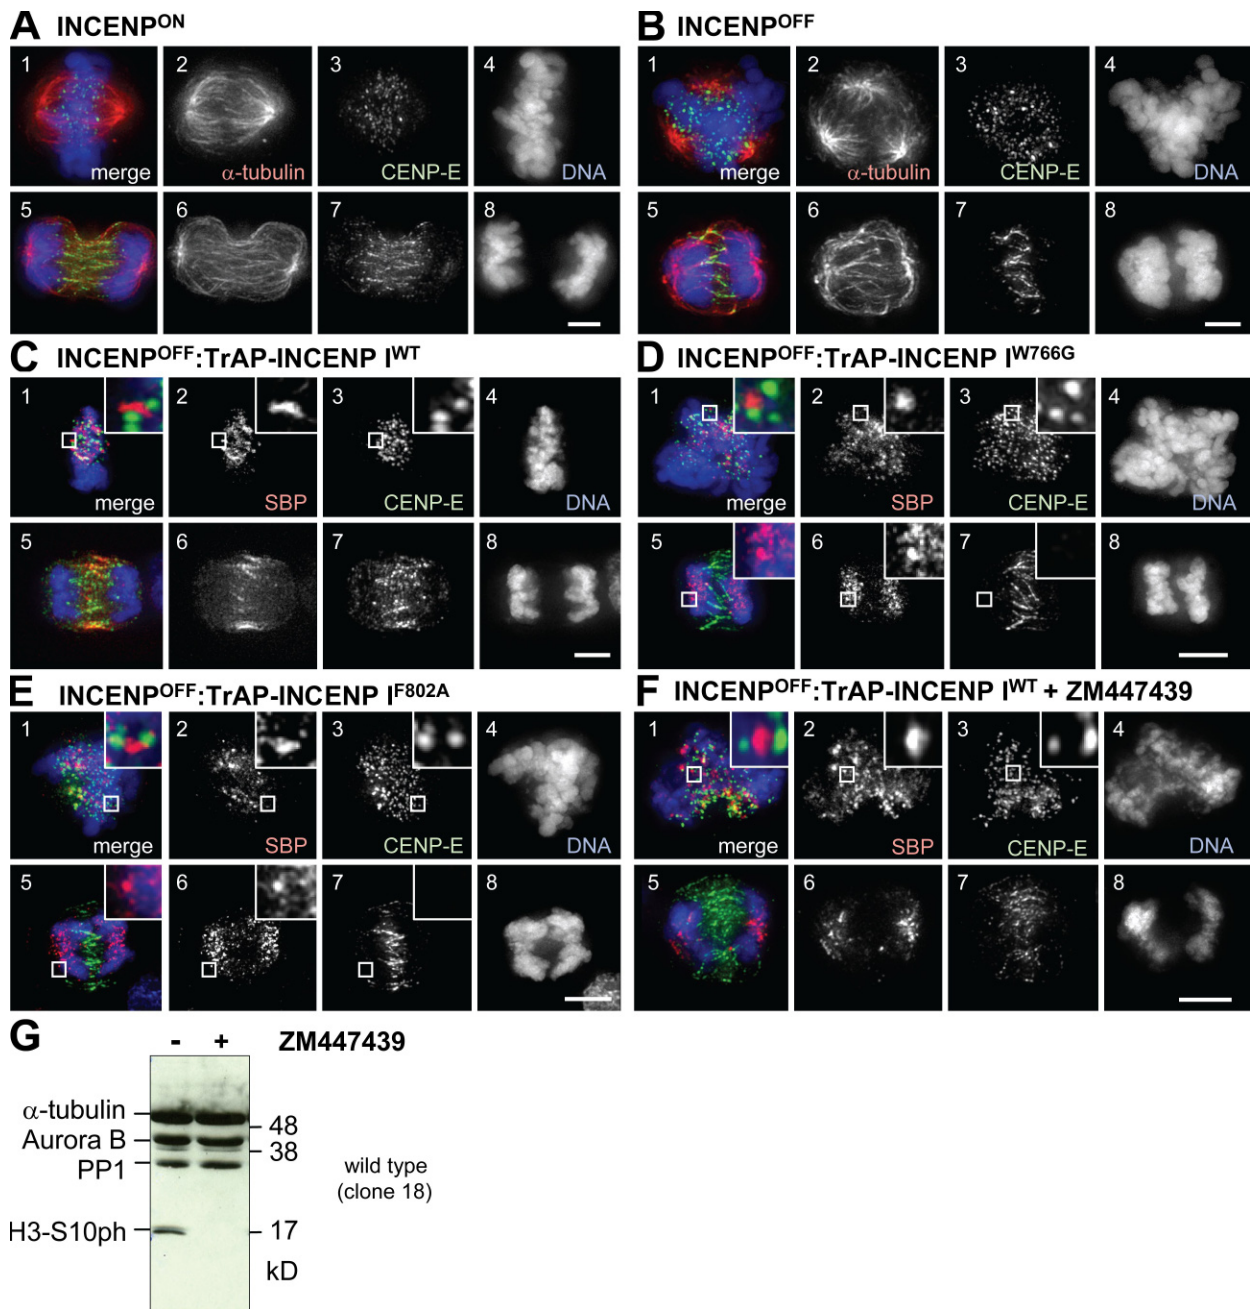 A INCENP^ON
1 2 3 4
merge α-tubulin CENP-E DNA
5 6 7 8
B INCENP^OFF
1 2 3 4
merge α-tubulin CENP-E DNA
5 6 7 8
C INCENP^OFF:TrAP-INCENP I^WT
1 2 3 4
merge SBP CENP-E DNA
5 6 7 8
D INCENP^OFF:TrAP-INCENP I^W766G
1 2 3 4
merge SBP CENP-E DNA
5 6 7 8
E INCENP^OFF:TrAP-INCENP I^F802A
1 2 3 4
merge SBP CENP-E DNA
5 6 7 8
F INCENP^OFF:TrAP-INCENP I^WT + ZM447439
1 2 3 4
merge SBP CENP-E DNA
5 6 7 8
G - + ZM447439
α-tubulin
48
Aurora B
38
PP1
wild type
(clone 18)
H3-S10ph
17
kD